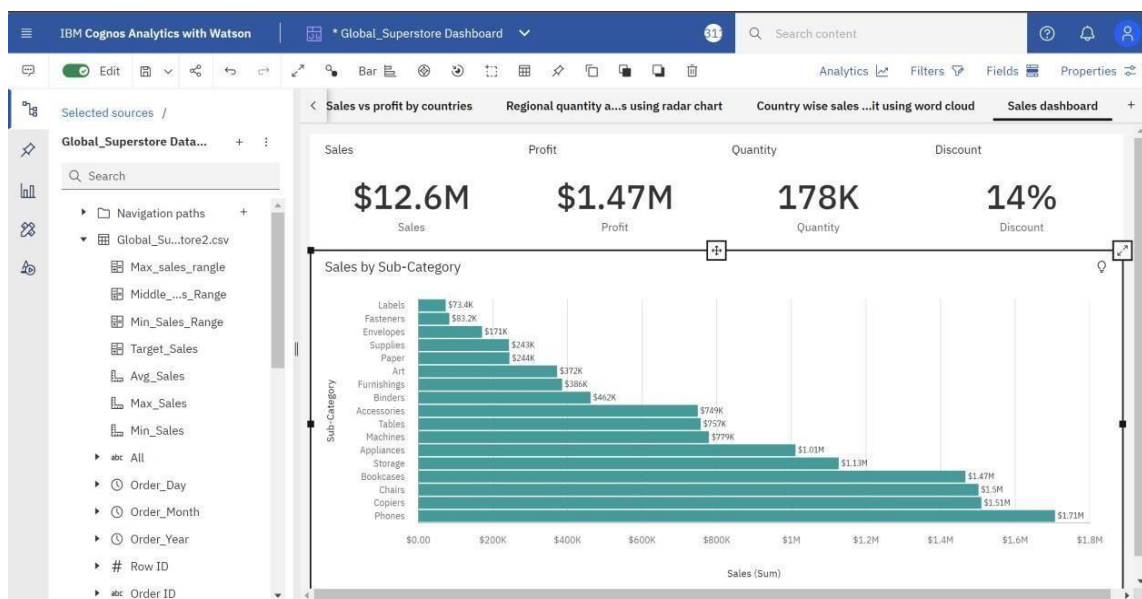 IBM Cognos Analytics with Watson
* Global_Superstore Dashboard
Search content
Edit
Bar
Analytics
Filters
Fields
Properties
Selected sources /
Sales vs profit by countries
Regional quantity a...s using radar chart
Country wise sales ...it using word cloud
Sales dashboard
+
Global_Superstore Data...
+
Search
Navigation paths
+
Global_Su...tore2.csv
Max_sales_rangle
Middle_...s_Range
Min_Sales_Range
Target_Sales
Avg_Sales
Max_Sales
Min_Sales
abc All
Order_Day
Order_Month
Order_Year
# Row ID
abc Order ID
Sales
Profit
Quantity
Discount
$12.6M
$1.47M
178K
14%
Sales
Profit
Quantity
Discount
Sales by Sub-Category
Sub-Category
Labels $73.4K
Fasteners $83.2K
Envelopes $171K
Supplies $243K
Paper $244K
Art $372K
Furnishings $386K
Binders $462K
Accessories $749K
Tables $757K
Machines $779K
Appliances $1.01M
Storage $1.13M
Bookcases $1.47M
Chairs $1.5M
Copiers $1.51M
Phones $1.71M
$0.00 $200K $400K $600K $800K $1M $1.2M $1.4M $1.6M $1.8M
Sales (Sum)